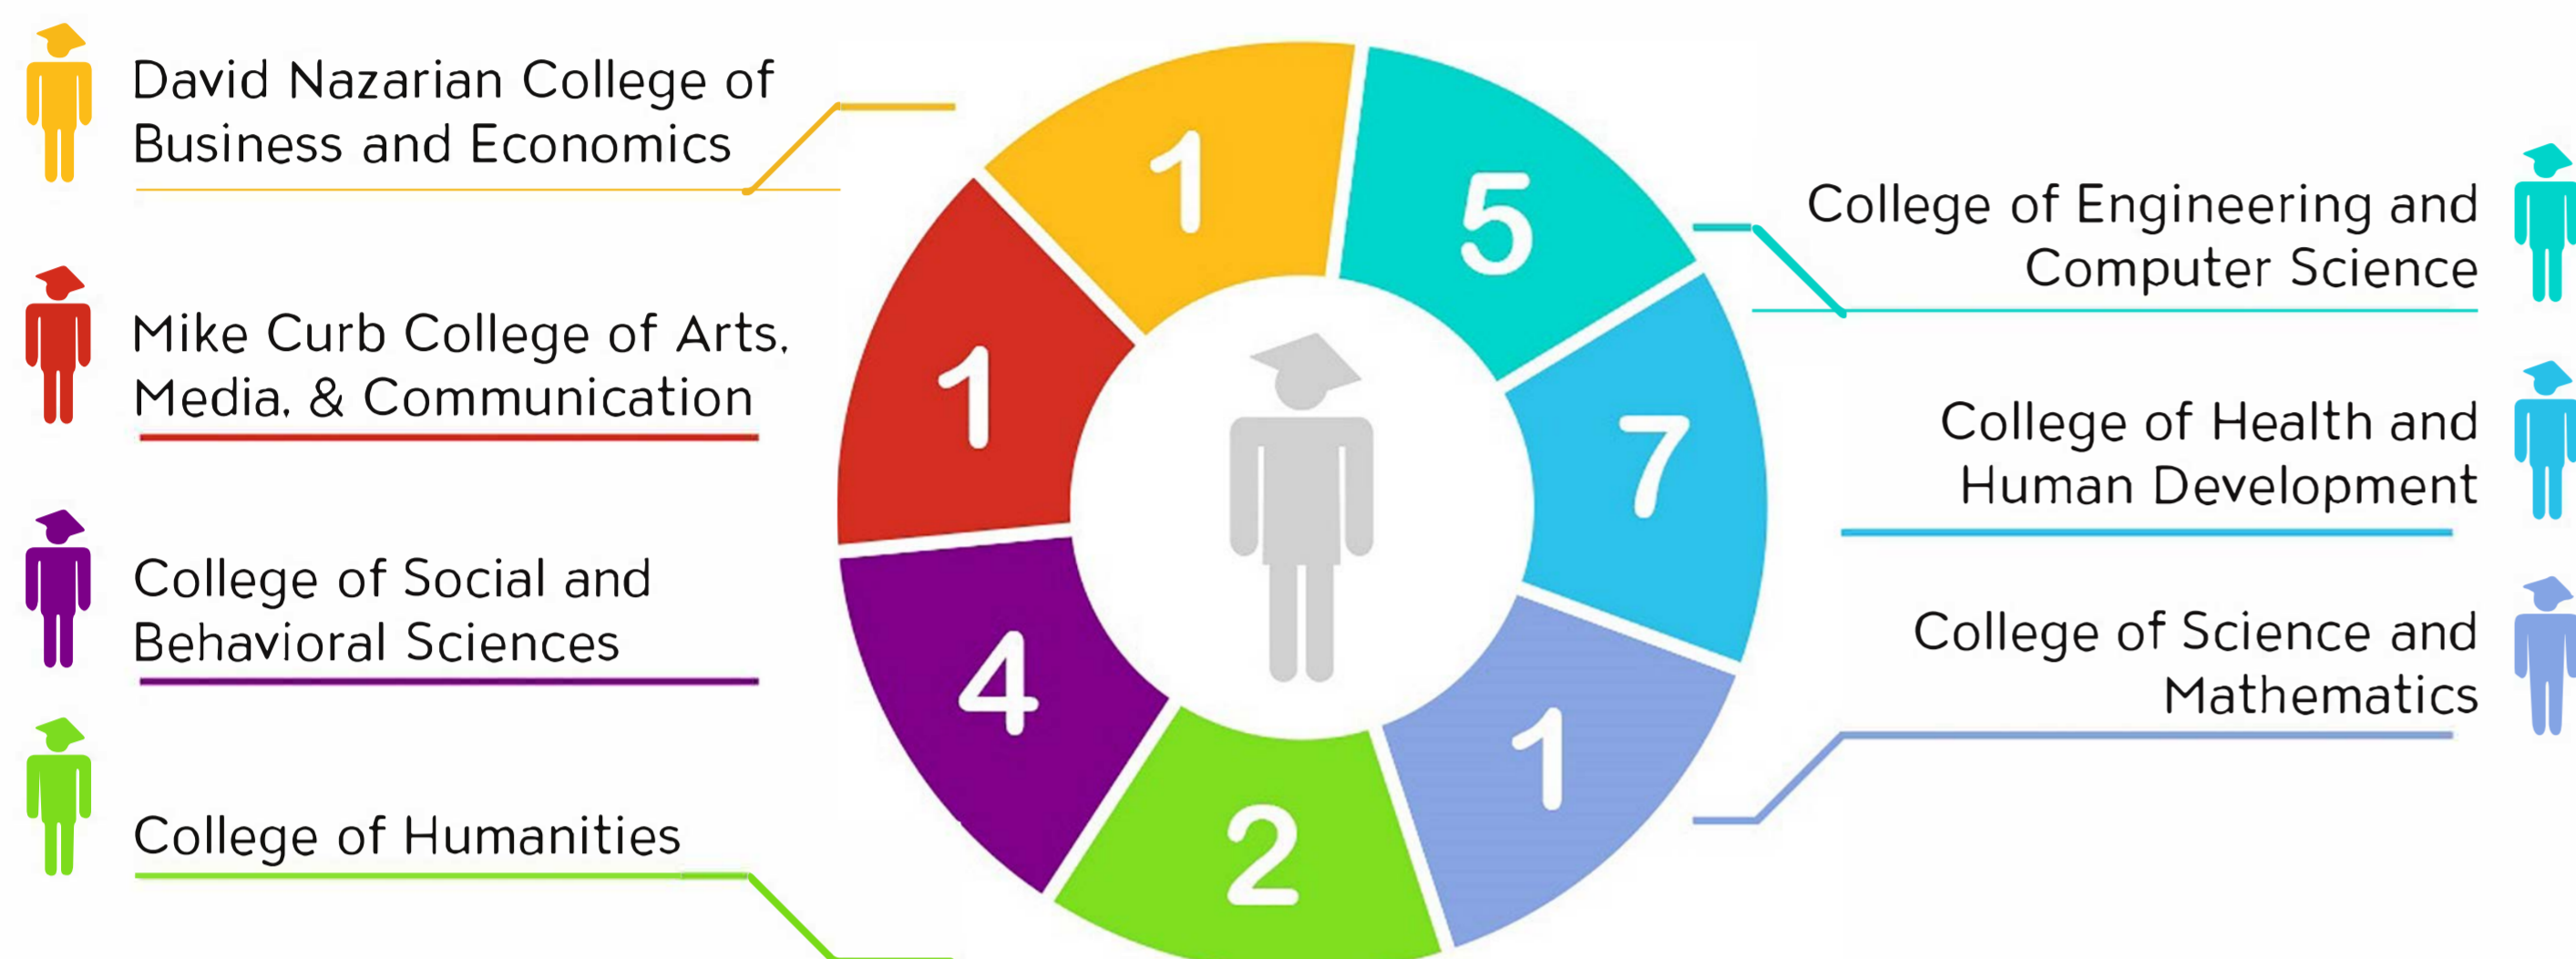 David Nazarian College of
Business and Economics
Mike Curb College of Arts,
Media, & Communication
College of Social and
Behavioral Sciences
College of Humanities
1
5
1
7
4
1
2
College of Engineering and
Computer Science
College of Health and
Human Development
College of Science and
Mathematics